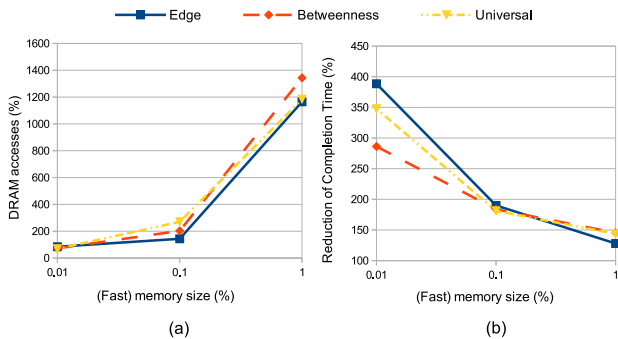 Edge Betweenness Universal
DRAM accesses (%)
1600
1400
1200
1000
800
600
400
200
0
0.01 0.1 1
(Fast) memory size (%)
(a)
Reduction of Completion Time (%)
450
400
350
300
250
200
150
100
0.01 0.1 1
(Fast) memory size (%)
(b)